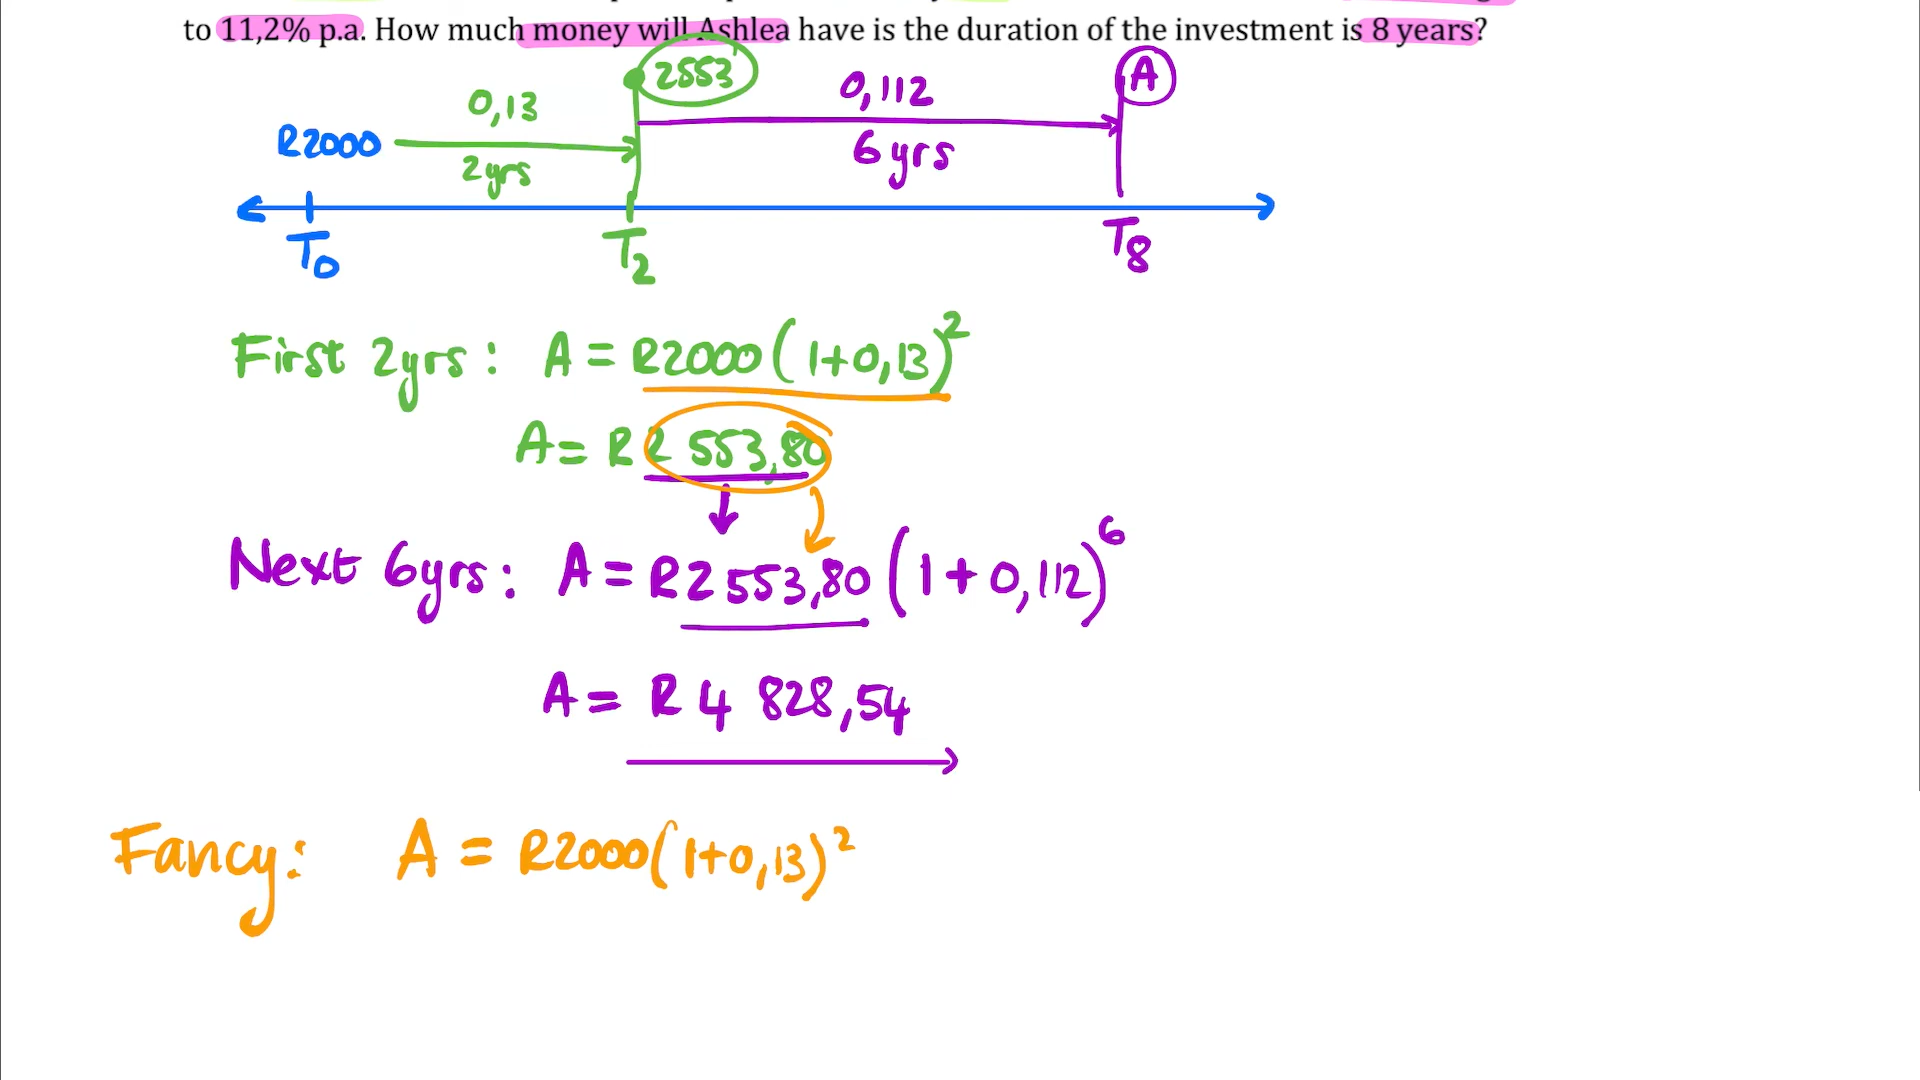 to 11,2% p.a. How much money will Ashlea have is the duration of the investment is 8 years?
2553
A
0,13
0,112
R2000
2yrs
6 yrs
T0
T2
T8
First 2yrs: A = R2000(1+0,13)^2
A = R2 553,80
Next 6yrs: A = R2 553,80(1+0,112)^6
A = R4 828,54
Fancy: A = R2000(1+0,13)^2